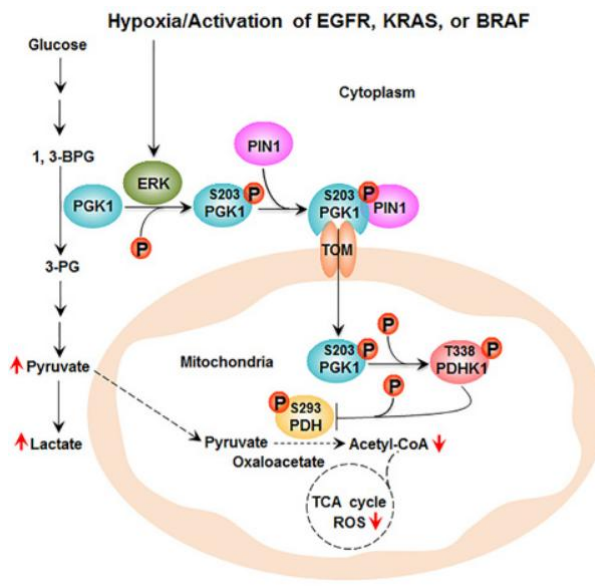 Hypoxia/Activation of EGFR, KRAS, or BRAF
Glucose
Cytoplasm
1, 3-BPG
PIN1
ERK
PGK1
S203
P
PGK1
S203
P
PGK1
PIN1
P
TOM
3-PG
P
Mitochondria
S203
P
PGK1
T338
P
PDHK1
Pyruvate
P
P
S293
PDH
Lactate
Pyruvate
Acetyl-CoA
Oxaloacetate
TCA cycle
ROS